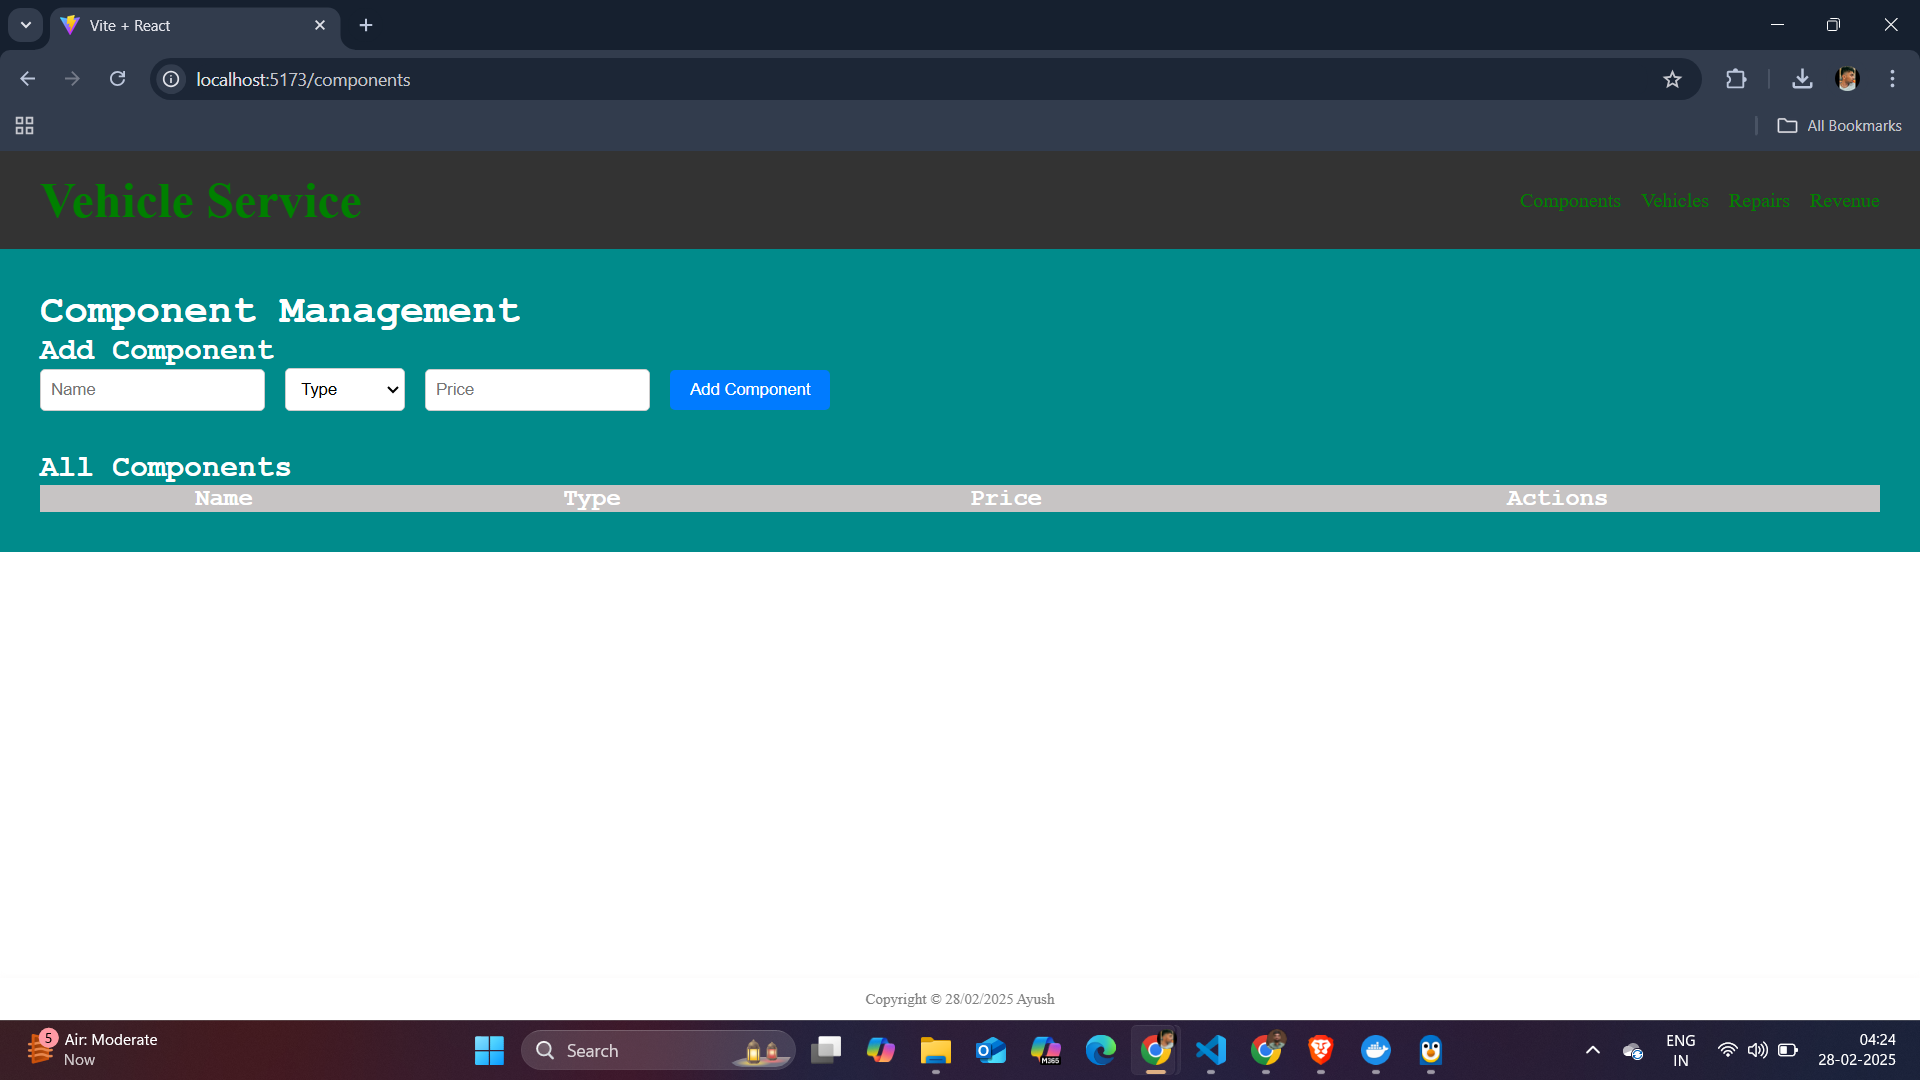 Vite + React
localhost:5173/components
All Bookmarks
Vehicle Service
Components Vehicles Repairs Revenue
Component Management
Add Component
Name Type Price Add Component
All Components
Name Type Price Actions
Copyright © 28/02/2025 Ayush
5 Air: Moderate
Now
Search
M365
ENG
IN
04:24
28-02-2025